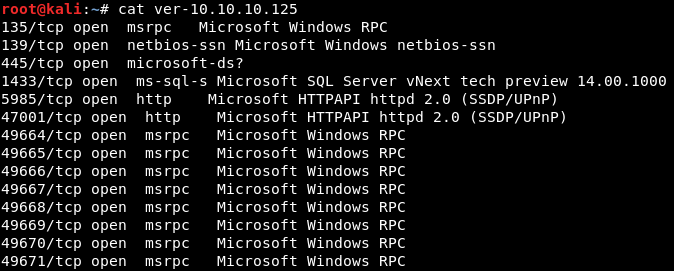 root@kali:~# cat ver-10.10.10.125
135/tcp open  msrpc   Microsoft Windows RPC
139/tcp open  netbios-ssn Microsoft Windows netbios-ssn
445/tcp open  microsoft-ds?
1433/tcp open  ms-sql-s Microsoft SQL Server vNext tech preview 14.00.1000
5985/tcp open  http    Microsoft HTTPAPI httpd 2.0 (SSDP/UPnP)
47001/tcp open  http    Microsoft HTTPAPI httpd 2.0 (SSDP/UPnP)
49664/tcp open  msrpc   Microsoft Windows RPC
49665/tcp open  msrpc   Microsoft Windows RPC
49666/tcp open  msrpc   Microsoft Windows RPC
49667/tcp open  msrpc   Microsoft Windows RPC
49668/tcp open  msrpc   Microsoft Windows RPC
49669/tcp open  msrpc   Microsoft Windows RPC
49670/tcp open  msrpc   Microsoft Windows RPC
49671/tcp open  msrpc   Microsoft Windows RPC